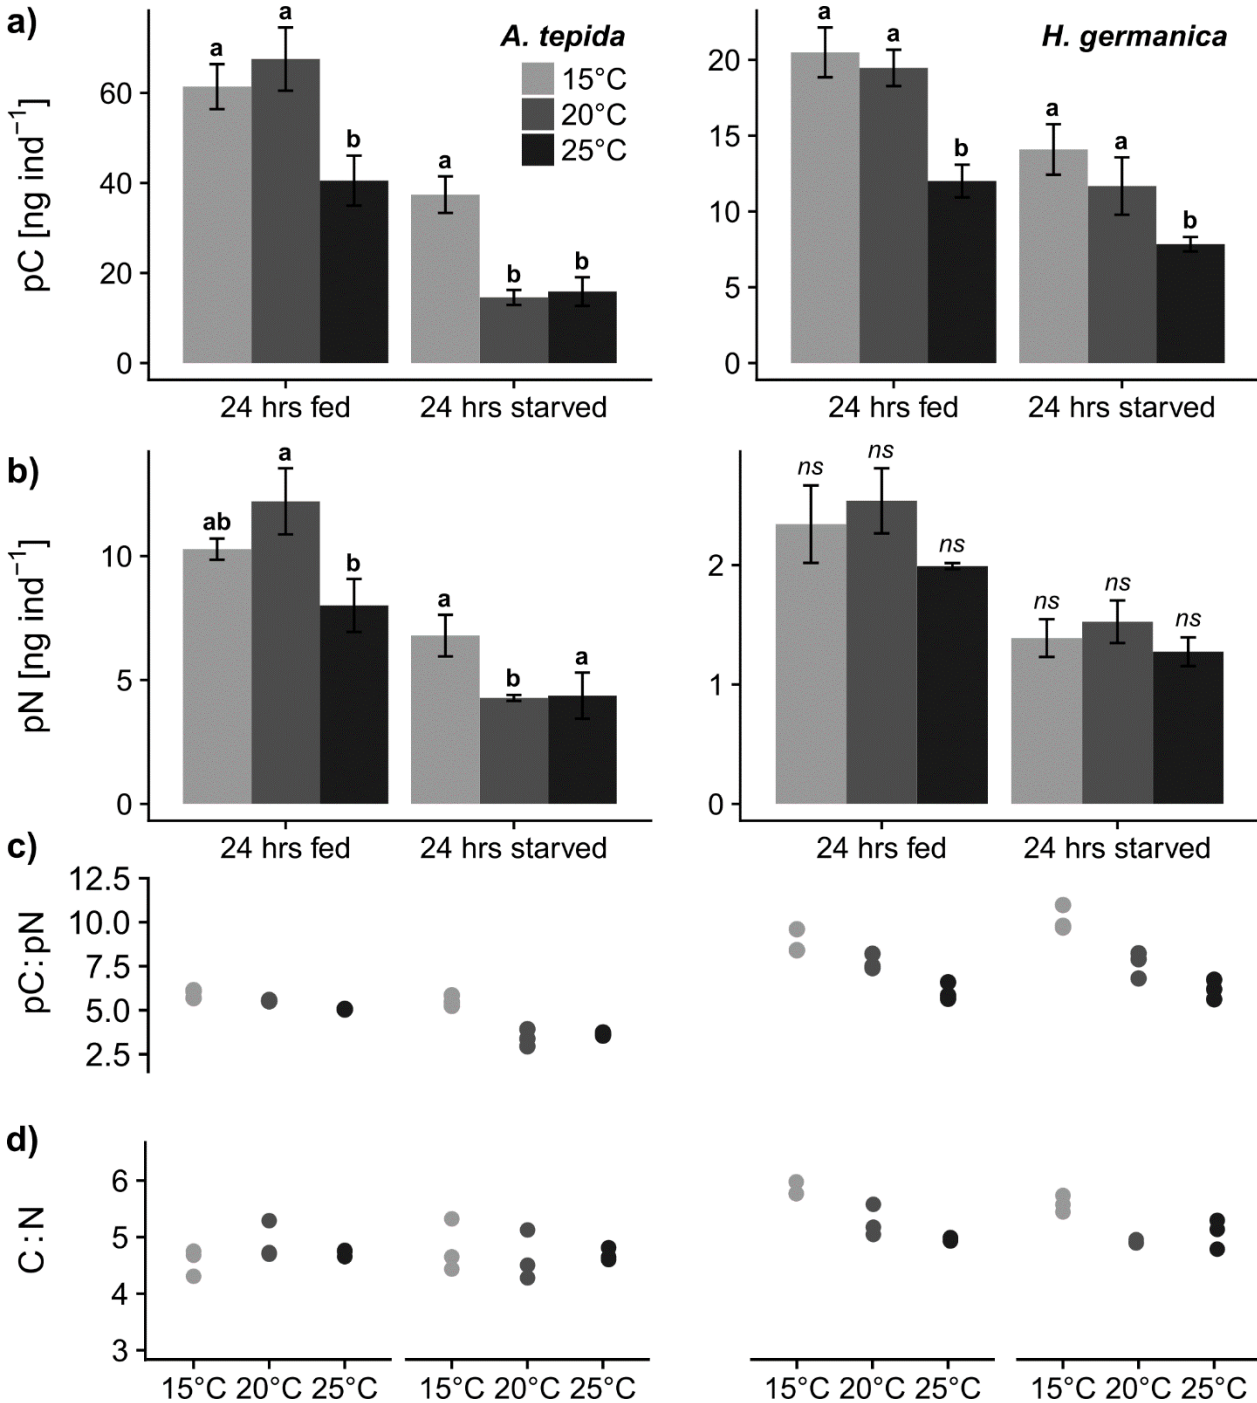 a)
A. tepida
15°C
20°C
25°C
pC [ng ind⁻¹]
60
40
20
0
a
a
b
a
b
b
24 hrs fed
24 hrs starved
H. germanica
20
15
10
5
0
a
a
b
a
a
b
24 hrs fed
24 hrs starved
b)
pN [ng ind⁻¹]
10
5
0
ab
a
b
a
b
a
24 hrs fed
24 hrs starved
2
1
0
ns
ns
ns
ns
ns
ns
24 hrs fed
24 hrs starved
c)
pC:pN
12.5
10.0
7.5
5.0
2.5
d)
C:N
6
5
4
3
15°C 20°C 25°C
15°C 20°C 25°C
15°C 20°C 25°C
15°C 20°C 25°C